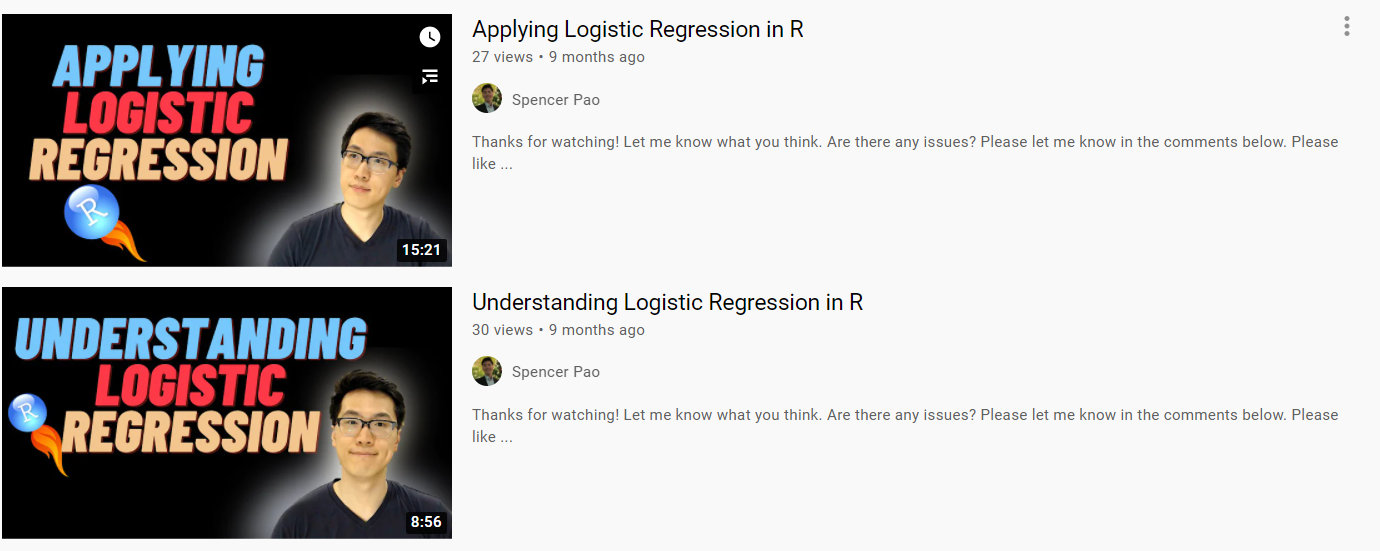 APPLYING
LOGISTIC
REGRESSION
R
15:21
Applying Logistic Regression in R
27 views • 9 months ago
Spencer Pao
Thanks for watching! Let me know what you think. Are there any issues? Please let me know in the comments below. Please
like ...
UNDERSTANDING
LOGISTIC
R
REGRESSION
8:56
Understanding Logistic Regression in R
30 views • 9 months ago
Spencer Pao
Thanks for watching! Let me know what you think. Are there any issues? Please let me know in the comments below. Please
like ...